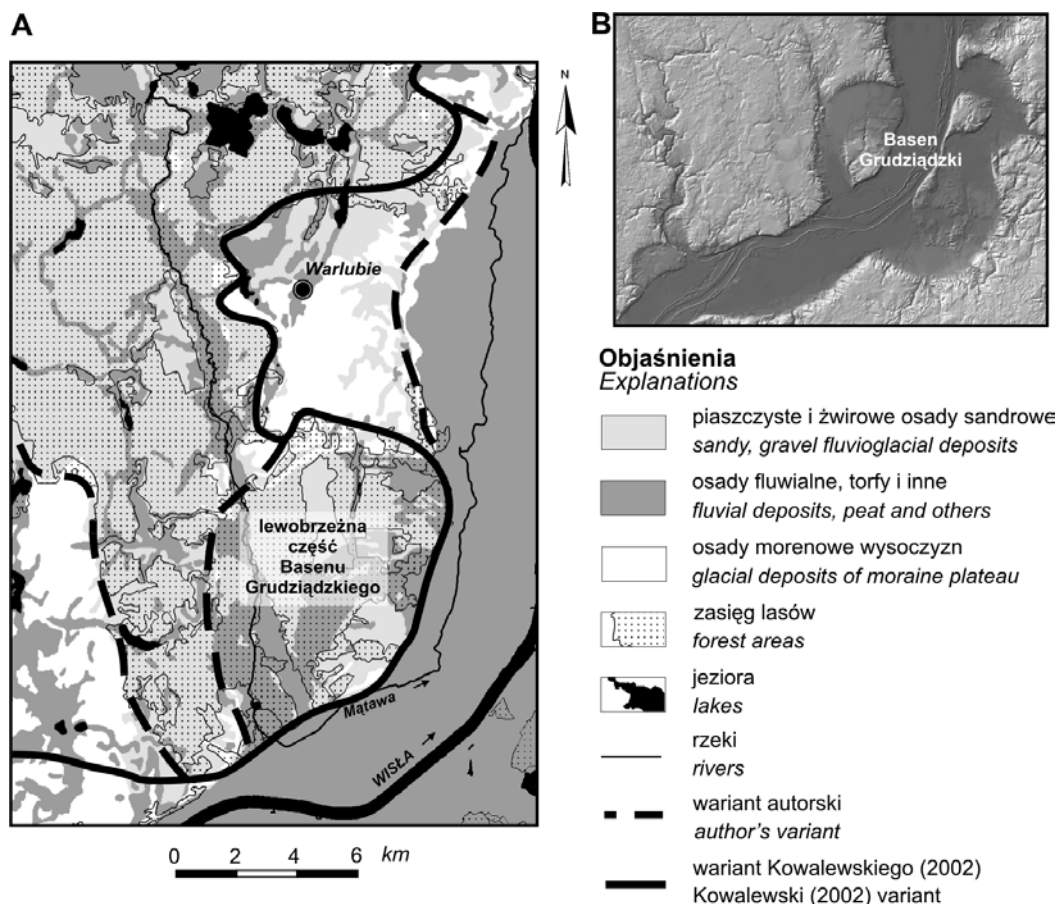 A
B
N
Basen
Grudziądzki
Warlubie
lewobrzeżna
część
Basenu
Grudziądzkiego
Mątawa
WISŁA
0 2 4 6 km
Objaśnienia
Explanations
piaszczyste i żwirowe osady sandrowe
sandy, gravel fluvioglacial deposits
osady fluwialne, torfy i inne
fluvial deposits, peat and others
osady morenowe wysoczyzn
glacial deposits of moraine plateau
zasięg lasów
forest areas
jeziora
lakes
rzeki
rivers
wariant autorski
author's variant
wariant Kowalewskiego (2002)
Kowalewski (2002) variant